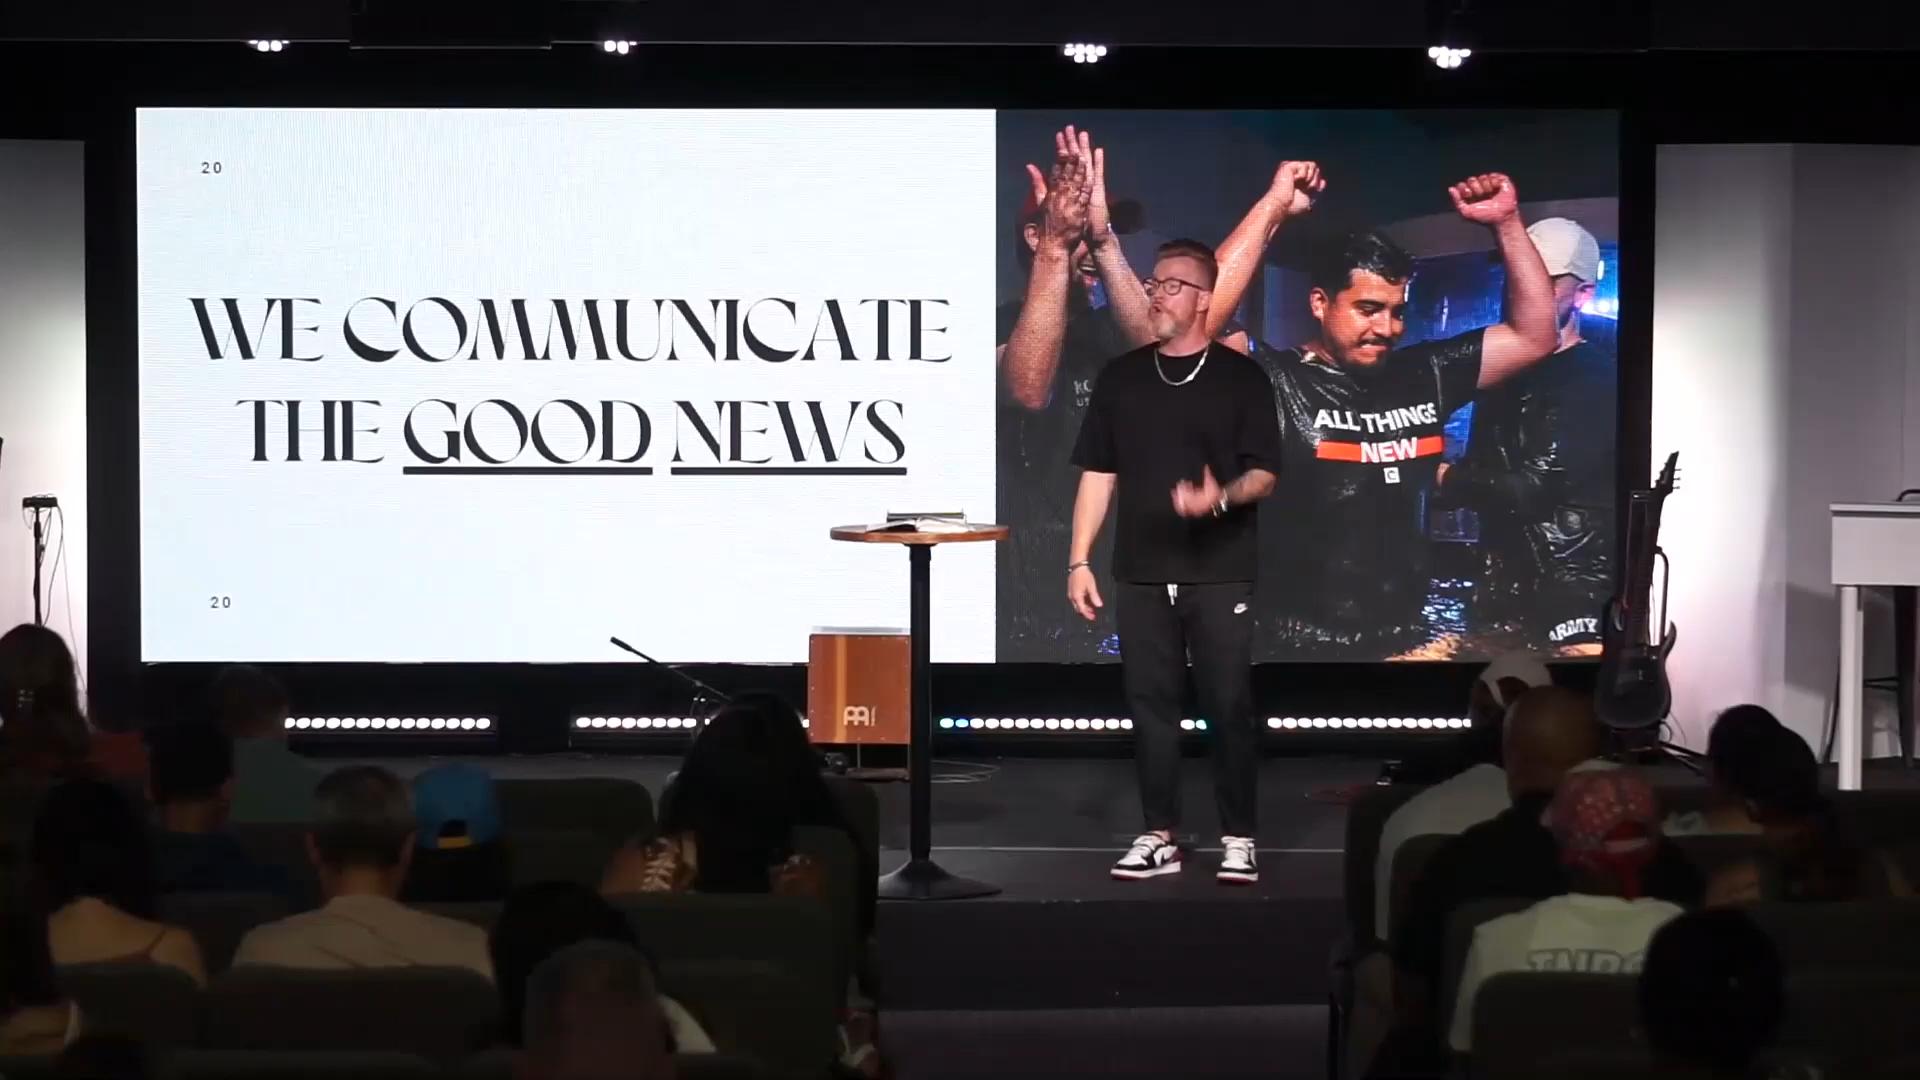 20
WE COMMUNICATE
THE GOOD NEWS
20
ALL THINGS
NEW
C
ARMY